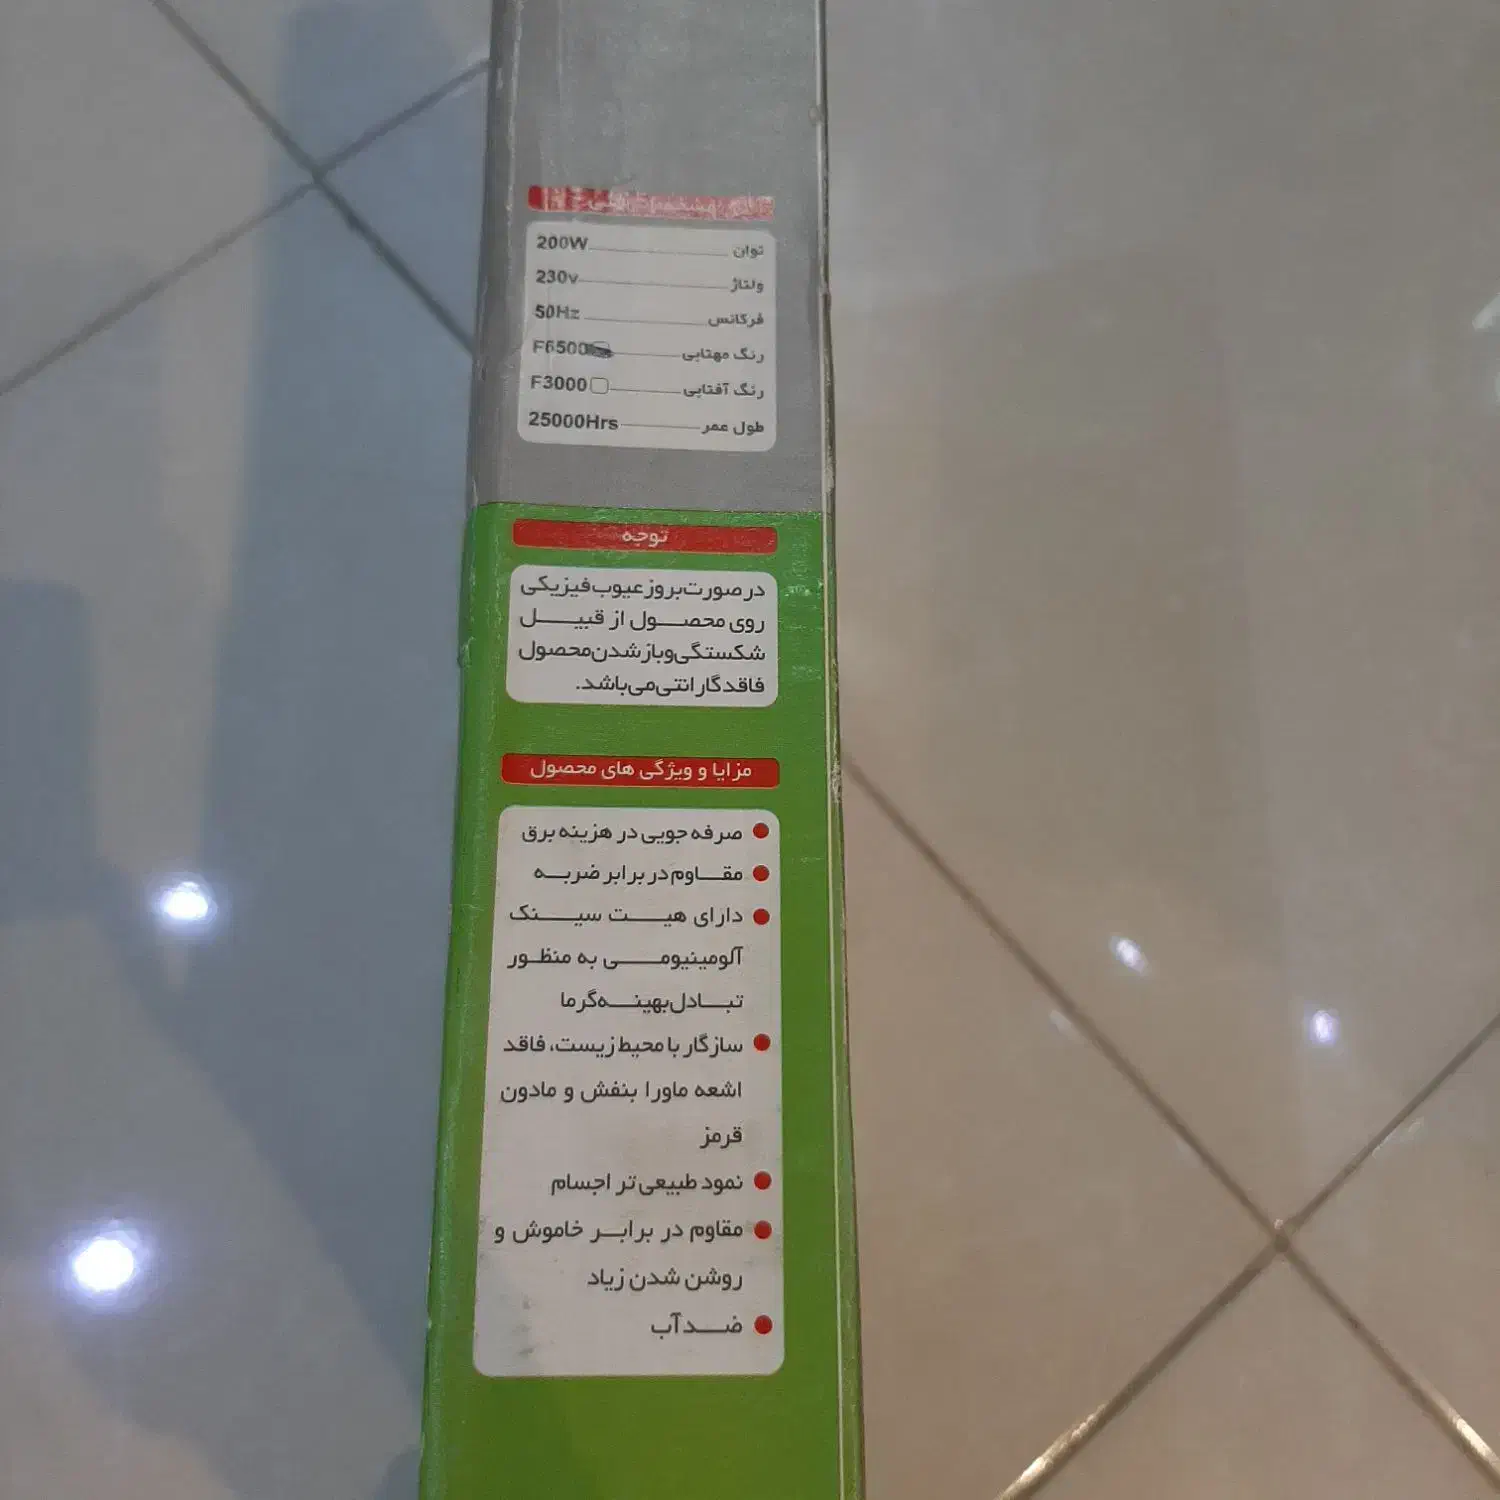 توان 200W
ولتاژ 230v
فرکانس 50Hz
رنگ مهتابی F6500
رنگ آفتابی F3000
طول عمر 25000Hrs
توجه
در صورت بروز عیوب فیزیکی
روی محصول از قبیل
شکستگی و باز شدن محصول
فاقد گارانتی می باشد.
مزایا و ویژگی های محصول
صرفه جویی در هزینه برق
مقاوم در برابر ضربه
دارای هیت سینک
آلومینیومی به منظور
تبادل بهینه گرما
سازگار با محیط زیست، فاقد
اشعه ماورا بنفش و مادون
قرمز
نمود طبیعی تر اجسام
مقاوم در برابر خاموش و
روشن شدن زیاد
ضد آب